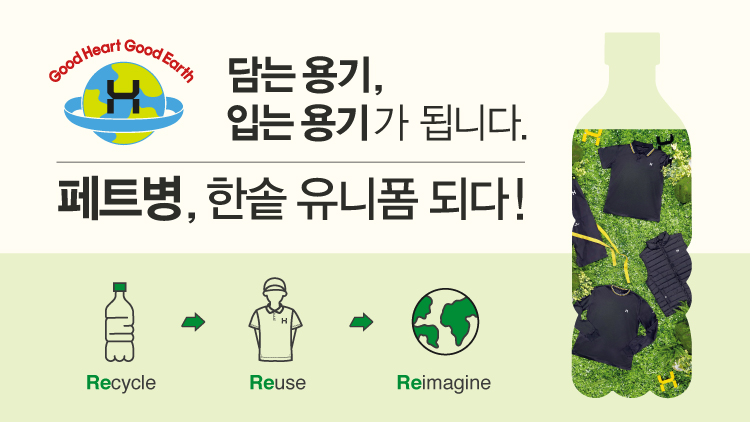 Good Heart Good Earth
담는 용기,
입는 용기가 됩니다.
페트병, 한솥 유니폼 되다!
Recycle
Reuse
Reimagine